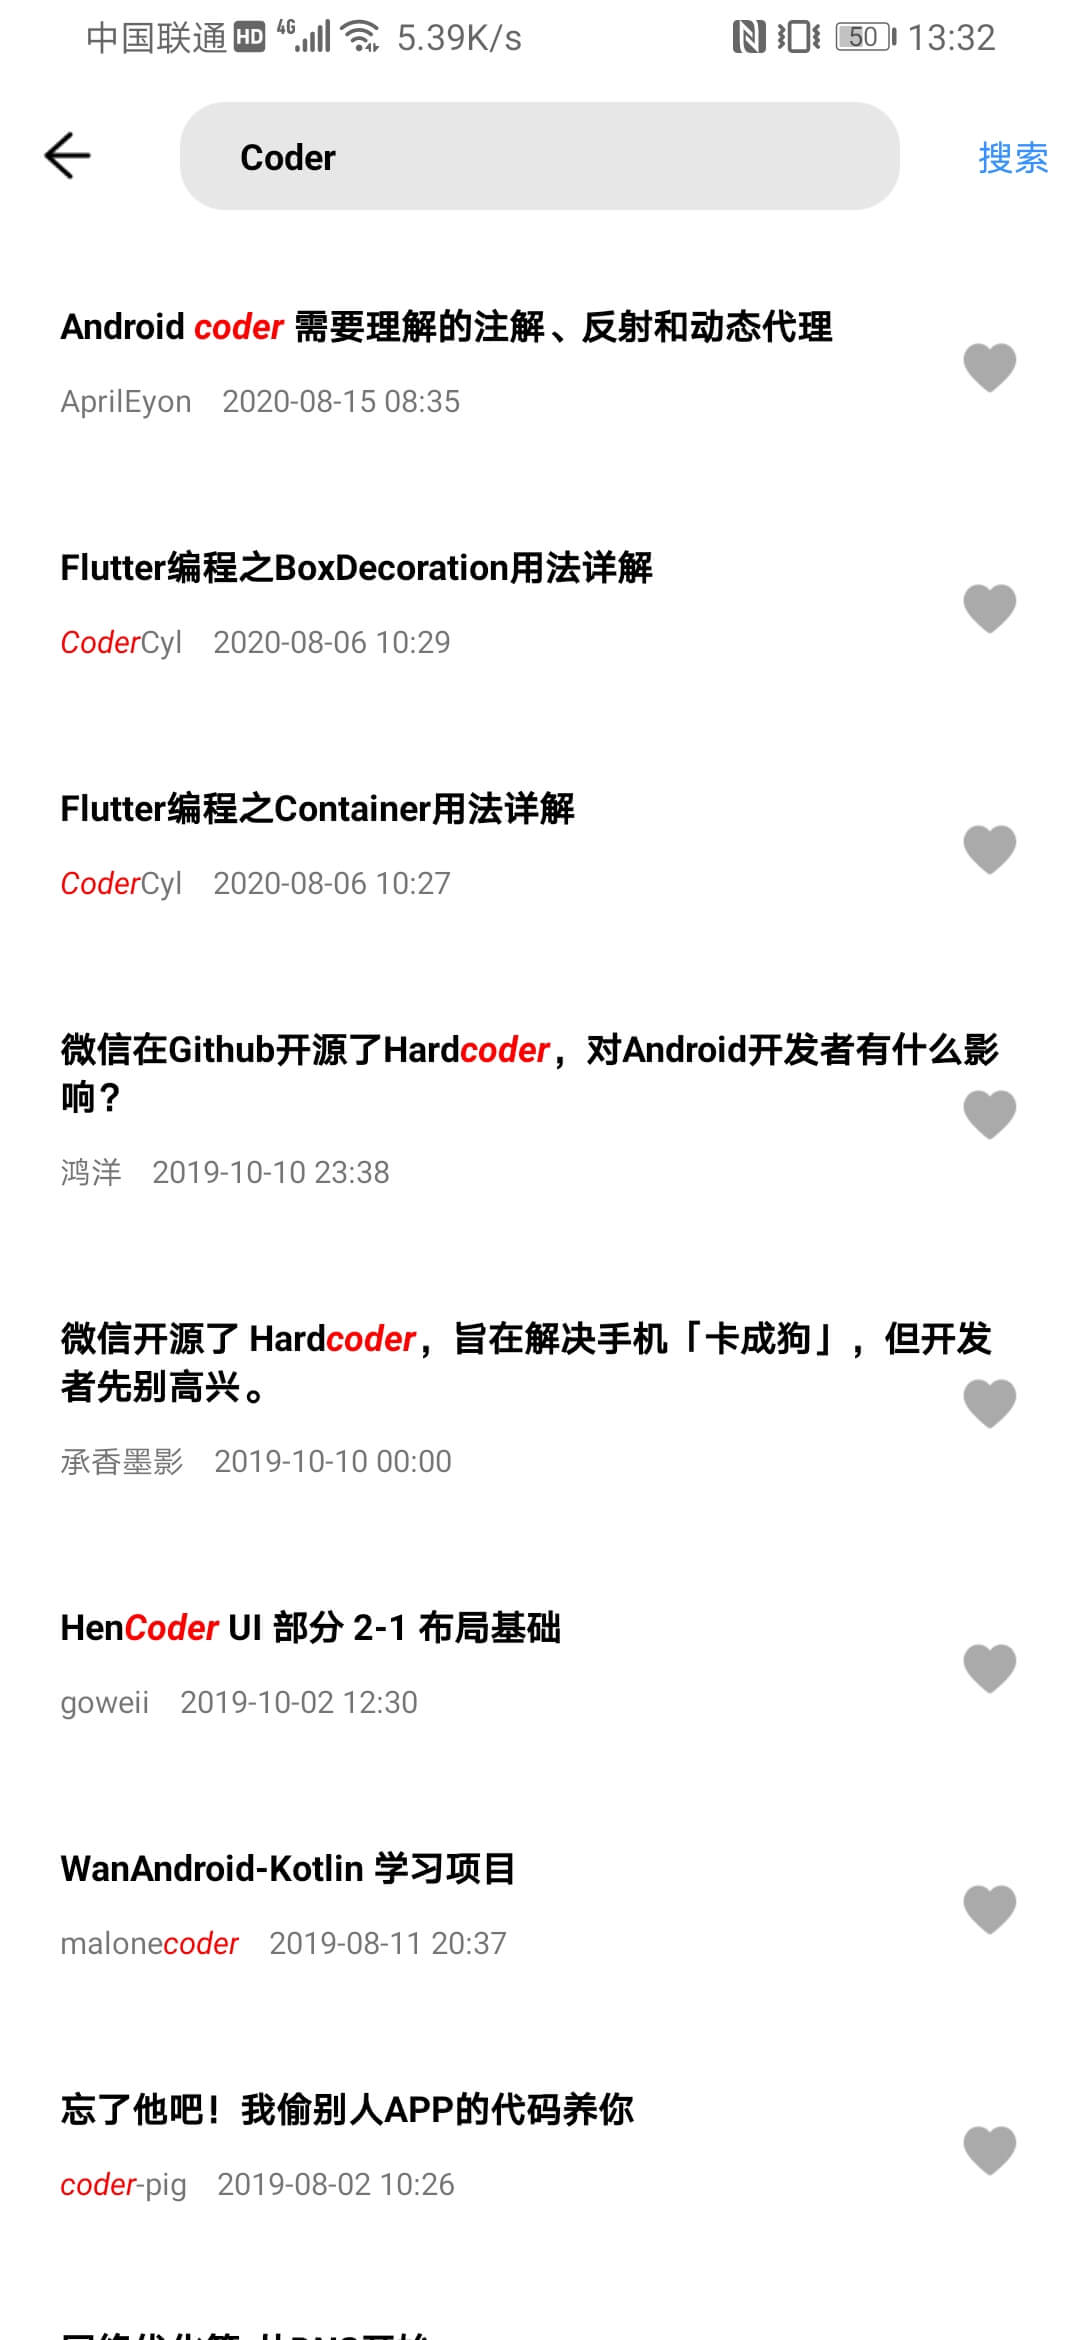 中国联通 HD 4G 5.39K/s 50 13:32
Coder 搜索
Android coder 需要理解的注解、反射和动态代理
AprilEyon 2020-08-15 08:35
Flutter编程之BoxDecoration用法详解
CoderCyl 2020-08-06 10:29
Flutter编程之Container用法详解
CoderCyl 2020-08-06 10:27
微信在Github开源了Hardcoder，对Android开发者有什么影
响？
鸿洋 2019-10-10 23:38
微信开源了 Hardcoder，旨在解决手机「卡成狗」，但开发
者先别高兴。
承香墨影 2019-10-10 00:00
HenCoder UI 部分 2-1 布局基础
goweii 2019-10-02 12:30
WanAndroid-Kotlin 学习项目
malonecoder 2019-08-11 20:37
忘了他吧！我偷别人APP的代码养你
coder-pig 2019-08-02 10:26